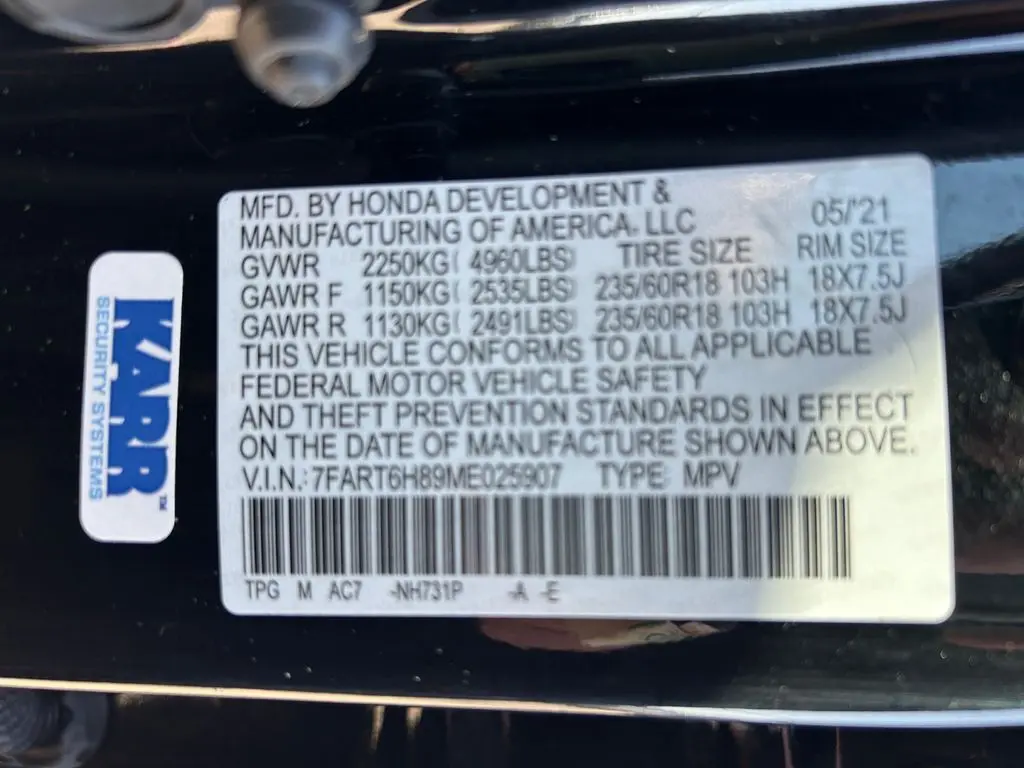 MFD. BY HONDA DEVELOPMENT &
MANUFACTURING OF AMERICA, LLC 05/'21
GVWR 2250KG( 4960LBS) TIRE SIZE RIM SIZE
GAWR F 1150KG( 2535LBS) 235/60R18 103H 18X7.5J
GAWR R 1130KG( 2491LBS) 235/60R18 103H 18X7.5J
THIS VEHICLE CONFORMS TO ALL APPLICABLE
FEDERAL MOTOR VEHICLE SAFETY
AND THEFT PREVENTION STANDARDS IN EFFECT
ON THE DATE OF MANUFACTURE SHOWN ABOVE.
V.I.N.: 7FART6H89ME025907 TYPE: MPV
TPG M AC7 -NH731P -A -E
KARR™
SECURITY SYSTEMS